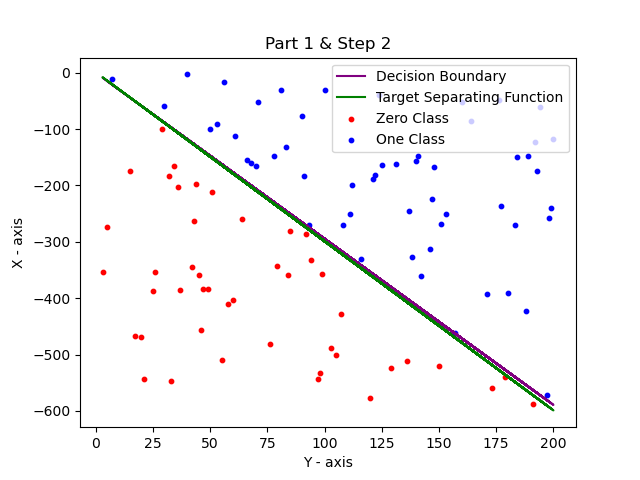 Part 1 & Step 2
Decision Boundary
Target Separating Function
Zero Class
One Class
0
−100
−200
−300
−400
−500
−600
X - axis
0 25 50 75 100 125 150 175 200
Y - axis